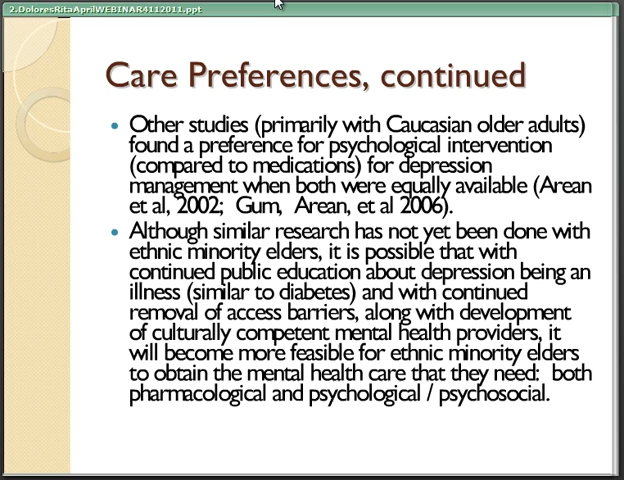 2.DoloresRitaAprilWEBINAR4112011.ppt
Care Preferences, continued
• Other studies (primarily with Caucasian older adults)
found a preference for psychological intervention
(compared to medications) for depression
management when both were equally available (Arean
et al, 2002;  Gum,  Arean, et al 2006).
• Although similar research has not yet been done with
ethnic minority elders, it is possible that with
continued public education about depression being an
illness (similar to diabetes) and with continued
removal of access barriers, along with development
of culturally competent mental health providers, it
will become more feasible for ethnic minority elders
to obtain the mental health care that they need:  both
pharmacological and psychological / psychosocial.